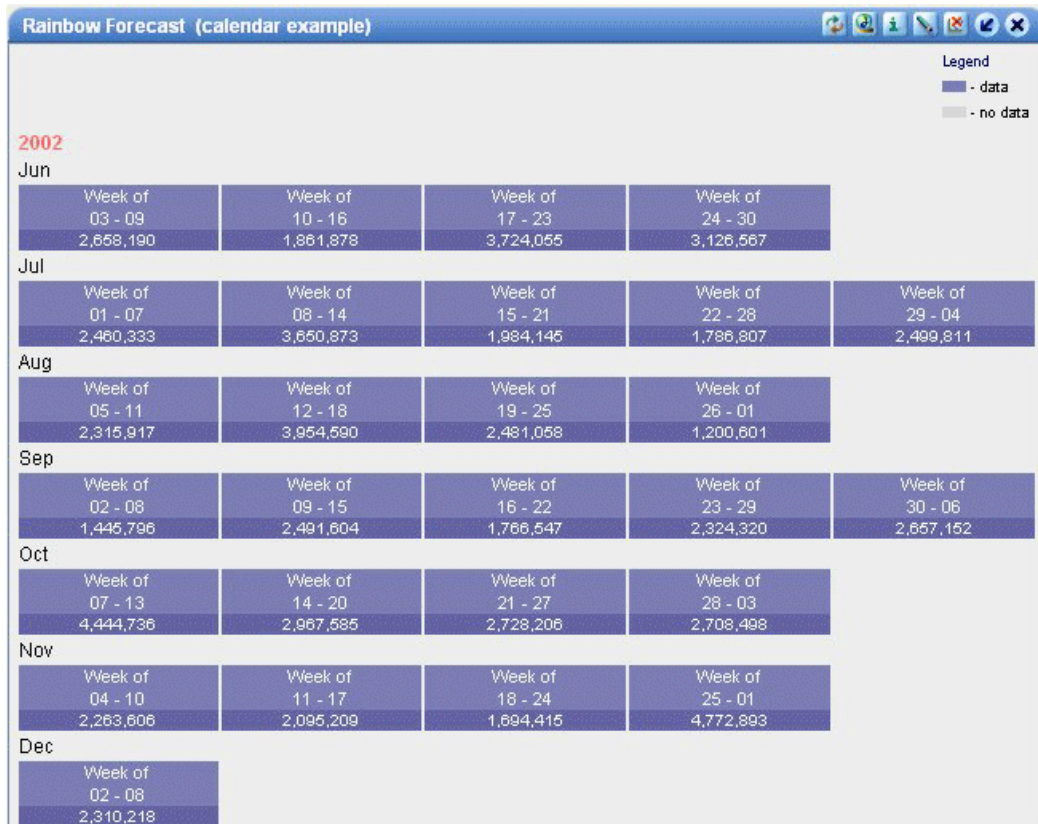 Rainbow Forecast (calendar example)
Legend
- data
- no data
2002
Jun
Week of Week of Week of Week of
03 - 09 10 - 16 17 - 23 24 - 30
2,658,190 1,861,878 3,724,055 3,126,567
Jul
Week of Week of Week of Week of Week of
01 - 07 08 - 14 15 - 21 22 - 28 29 - 04
2,460,333 3,650,873 1,984,145 1,786,807 2,499,811
Aug
Week of Week of Week of Week of
05 - 11 12 - 18 19 - 25 26 - 01
2,315,917 3,954,590 2,481,058 1,200,601
Sep
Week of Week of Week of Week of Week of
02 - 08 09 - 15 16 - 22 23 - 29 30 - 06
1,445,796 2,491,604 1,766,547 2,324,320 2,657,152
Oct
Week of Week of Week of Week of
07 - 13 14 - 20 21 - 27 28 - 03
4,444,736 2,967,585 2,728,206 2,708,498
Nov
Week of Week of Week of Week of
04 - 10 11 - 17 18 - 24 25 - 01
2,263,606 2,095,209 1,694,415 4,772,893
Dec
Week of
02 - 08
2,310,218